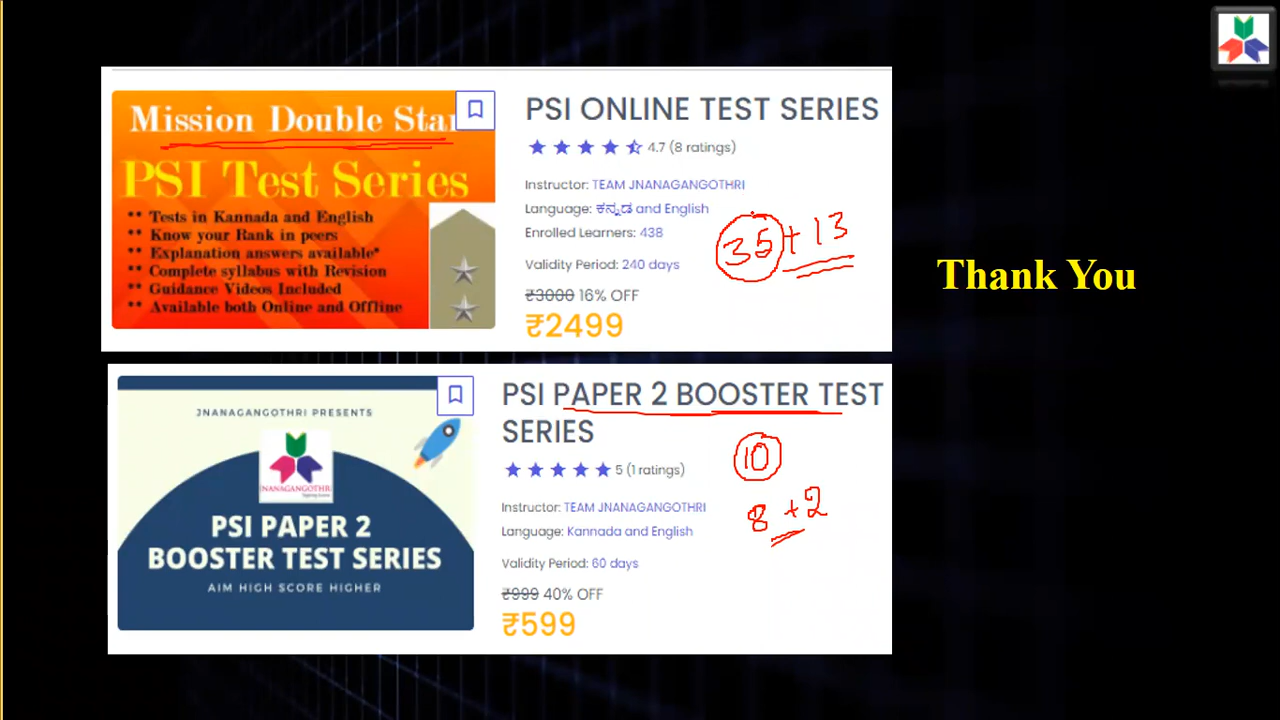 Mission Double Star
PSI Test Series
** Tests in Kannada and English
** Know your Rank in peers
** Explanation answers available*
** Complete syllabus with Revision
** Guidance Videos Included
** Available both Online and Offline
PSI ONLINE TEST SERIES
4.7 (8 ratings)
Instructor: TEAM JNANAGANGOTHRI
Language: ಕನ್ನಡ and English
Enrolled Learners: 438
Validity Period: 240 days
₹3000 16% OFF
₹2499
35 + 13
Thank You
JNANAGANGOTHRI PRESENTS
JNANAGANGOTHRI
PSI PAPER 2
BOOSTER TEST SERIES
AIM HIGH SCORE HIGHER
PSI PAPER 2 BOOSTER TEST
SERIES
5 (1 ratings)
Instructor: TEAM JNANAGANGOTHRI
Language: Kannada and English
Validity Period: 60 days
₹999 40% OFF
₹599
10
8 + 2